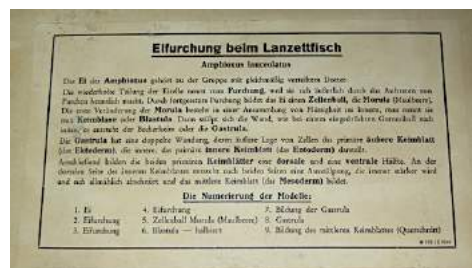 Eifurchung beim Lanzettfisch
Amphioxus lanceolatus
Das Ei des Amphioxus gehört zu der Gruppe mit gleichmäßig verteiltem Dotter.
Die wiederholte Teilung der Eizelle nennt man Furchung, weil sie sich äußerlich durch das Auftreten von
Furchen kenntlich macht. Durch fortgesetzte Furchung bildet das Ei einen Zellenball, die Morula (Maulbeere).
Die erste Veränderung der Morula besteht in einer Ansammlung von Flüssigkeit im Innern, man nennt sie
nun Keimblase oder Blastula. Dann stülpt sich die Wand, wie bei einem eingedrückten Gummiball nach
innen, es entsteht der Becherkeim oder die Gastrula.
Die Gastrula hat eine doppelte Wandung, deren äußere Lage von Zellen das primäre äußere Keimblatt
(das Ektoderm), die innere, das primäre innere Keimblatt (das Entoderm) darstellt.
Anschließend bilden die beiden primären Keimblätter eine dorsale und eine ventrale Hälfte. An der
dorsalen Seite des inneren Keimblattes entsteht nach beiden Seiten eine Ausstülpung, die immer stärker wird
und sich allmählich abschnürt und das mittlere Keimblatt (das Mesoderm) bildet.
Die Numerierung der Modelle:
1. Ei 4. Eifurchung 7. Bildung der Gastrula
2. Eifurchung 5. Zellenball Morula (Maulbeere) 8. Gastrula
3. Eifurchung 6. Blastula — halbiert 9. Bildung des mittleren Keimblattes (Querschnitt)